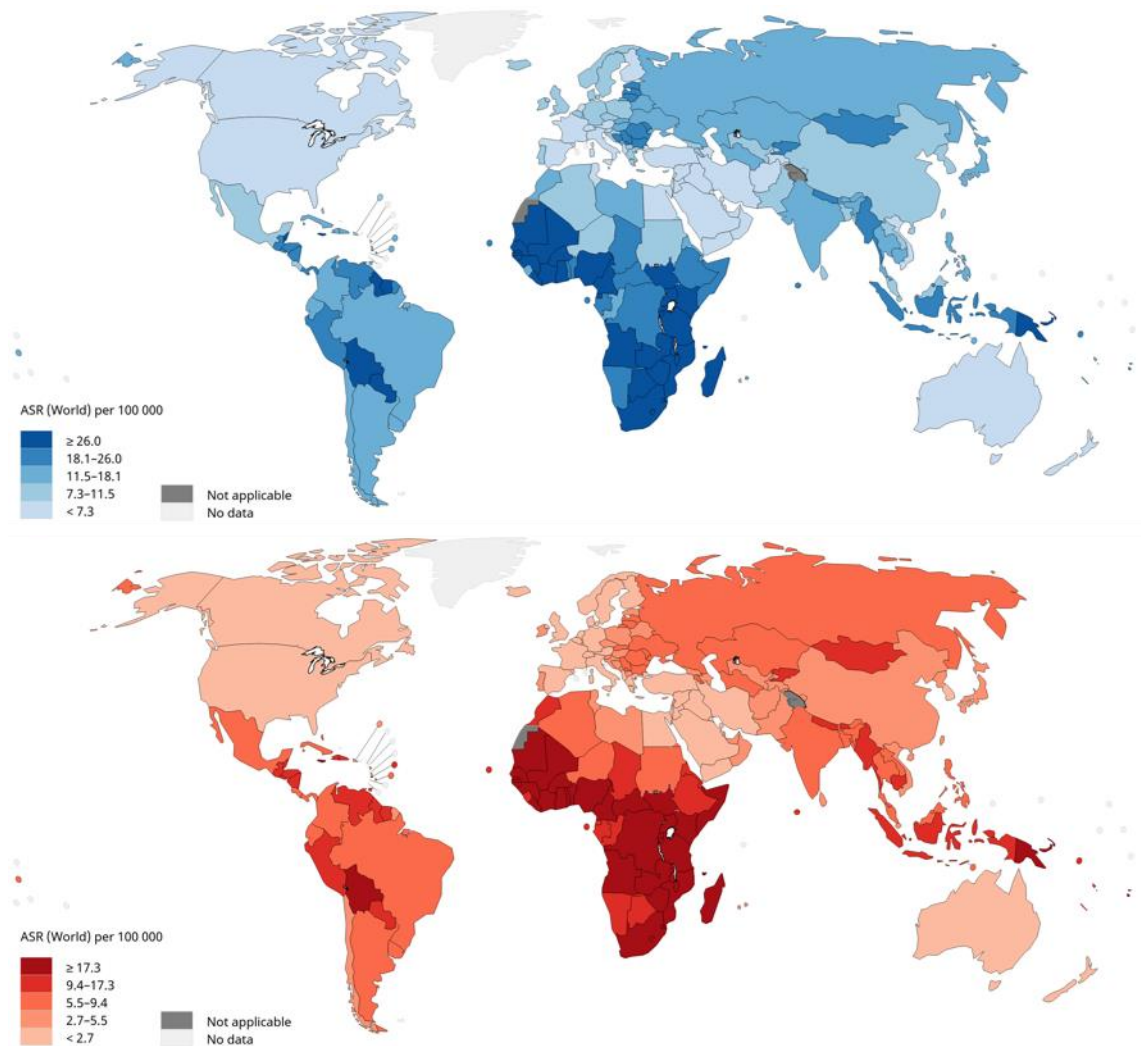 ASR (World) per 100 000
≥ 26.0
18.1–26.0
11.5–18.1
7.3–11.5
< 7.3
Not applicable
No data
ASR (World) per 100 000
≥ 17.3
9.4–17.3
5.5–9.4
2.7–5.5
< 2.7
Not applicable
No data